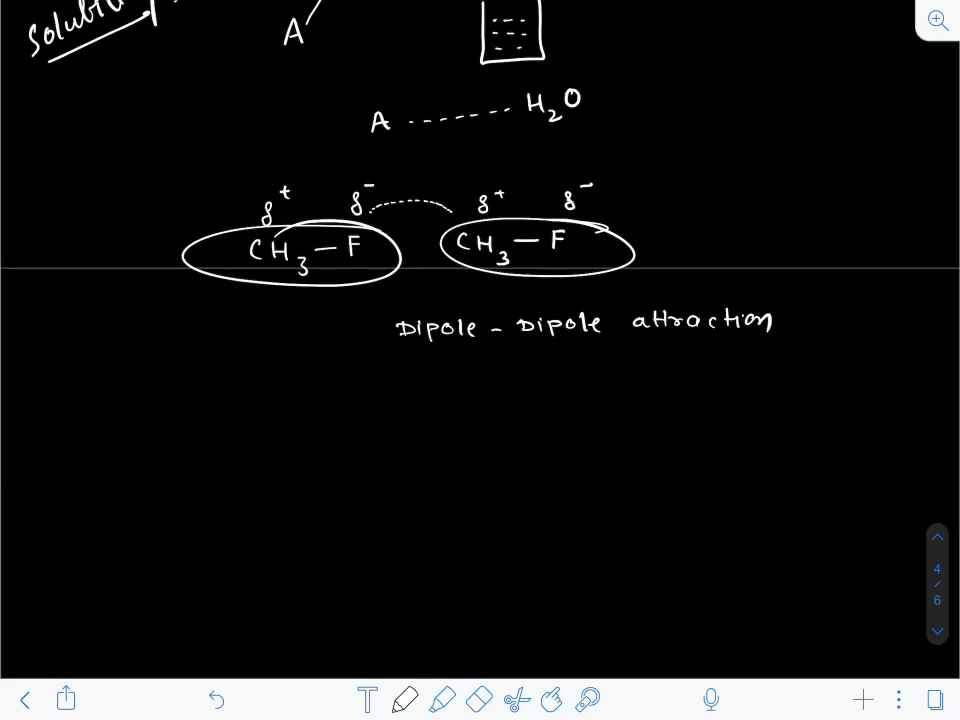 A
A ------ H2O
δ+ δ- δ+ δ-
CH3-F CH3-F
Dipole - Dipole attraction
4
/
6
T